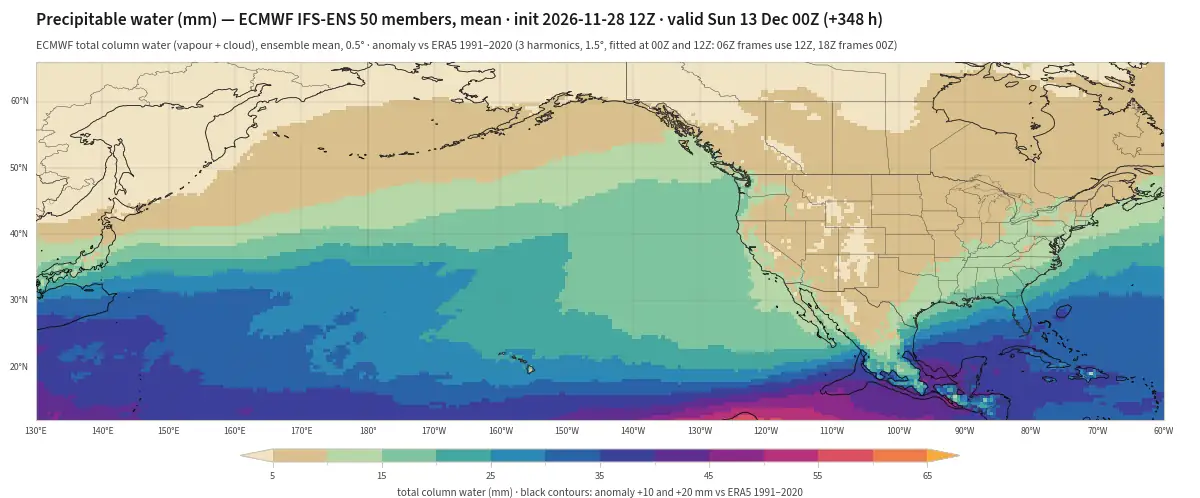 Precipitable water (mm) — ECMWF IFS-ENS 50 members, mean · init 2026-11-28 12Z · valid Sun 13 Dec 00Z (+348 h)
ECMWF total column water (vapour + cloud), ensemble mean, 0.5° · anomaly vs ERA5 1991–2020 (3 harmonics, 1.5°, fitted at 00Z and 12Z: 06Z frames use 12Z, 18Z frames 00Z)
60°N
50°N
40°N
30°N
20°N
130°E 140°E 150°E 160°E 170°E 180° 170°W 160°W 150°W 140°W 130°W 120°W 110°W 100°W 90°W 80°W 70°W 60°W
5 15 25 35 45 55 65
total column water (mm) · black contours: anomaly +10 and +20 mm vs ERA5 1991–2020